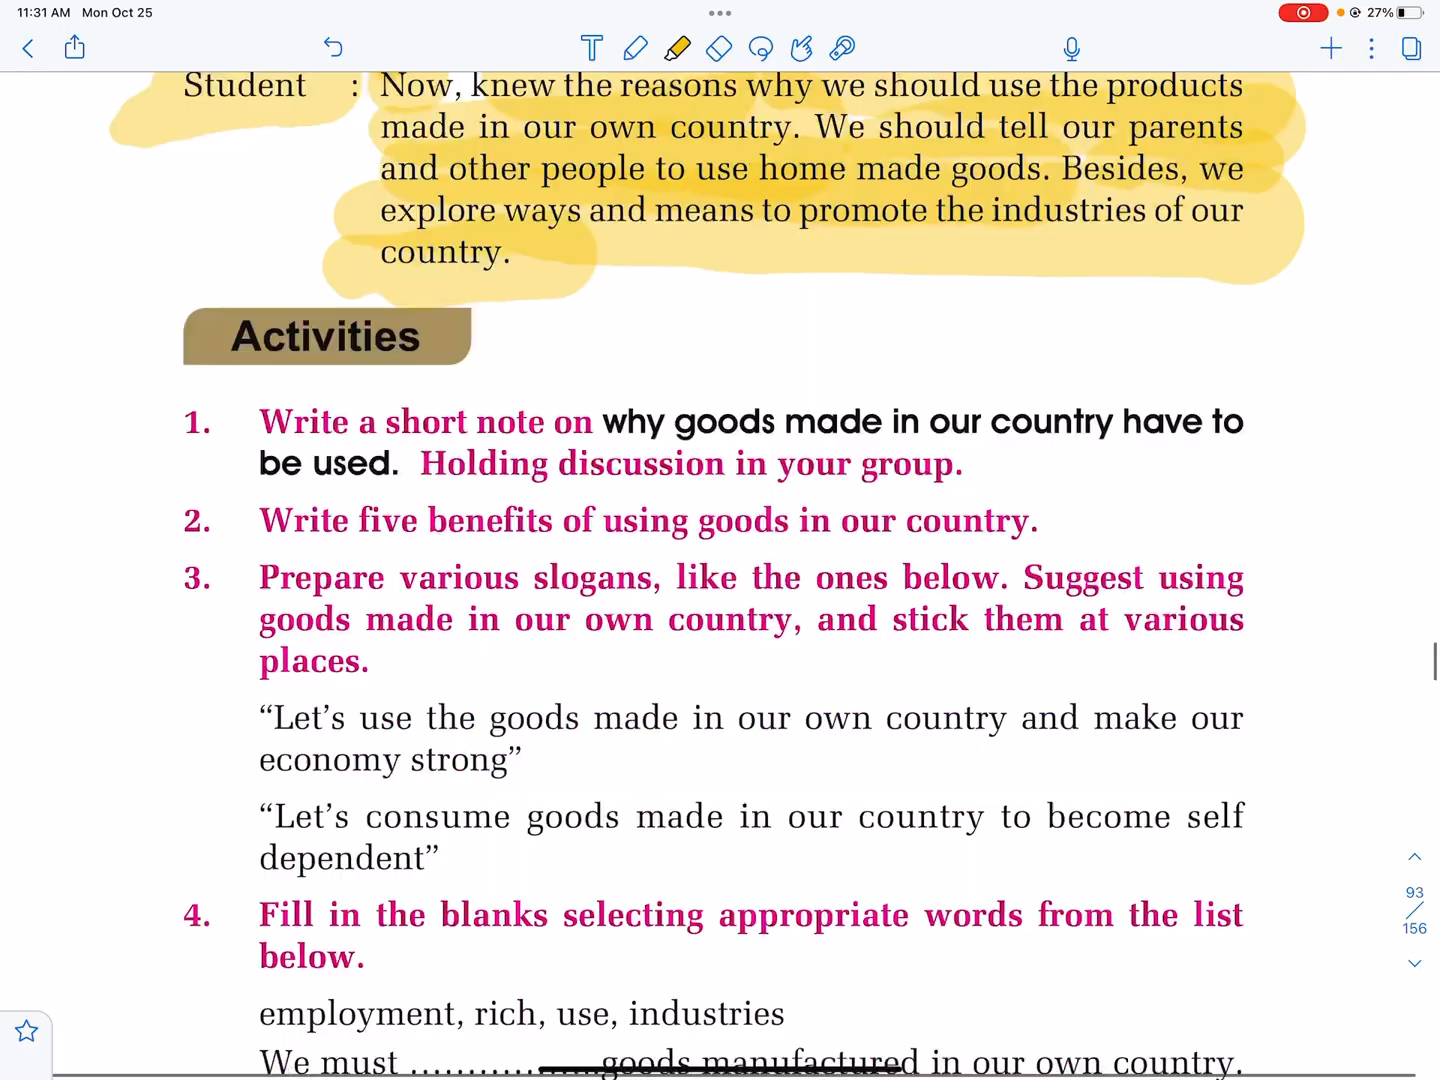 11:31 AM Mon Oct 25
27%
Student : Now, knew the reasons why we should use the products
made in our own country. We should tell our parents
and other people to use home made goods. Besides, we
explore ways and means to promote the industries of our
country.
Activities
1. Write a short note on why goods made in our country have to
be used. Holding discussion in your group.
2. Write five benefits of using goods in our country.
3. Prepare various slogans, like the ones below. Suggest using
goods made in our own country, and stick them at various
places.
“Let’s use the goods made in our own country and make our
economy strong”
“Let’s consume goods made in our country to become self
dependent”
4. Fill in the blanks selecting appropriate words from the list
below.
employment, rich, use, industries
We must ..................goods manufactured in our own country.
93
156